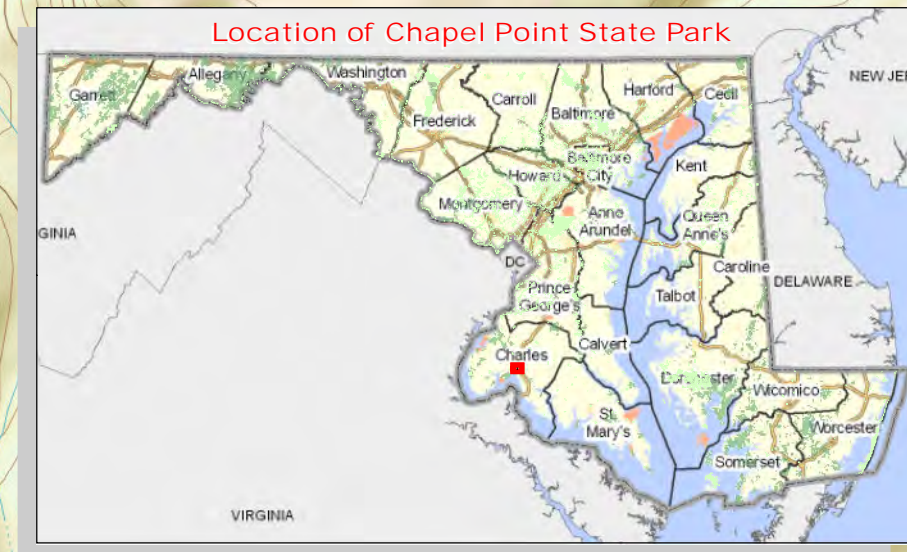 Location of Chapel Point State Park
Garrett
Allegany
Washington
Frederick
Carroll
Baltimore
Harford
Cecil
NEW JER
Baltimore
City
Howard
Kent
Montgomery
Anne
Arundel
Queen
Anne's
GINIA
DC
Caroline
DELAWARE
Prince
George's
Talbot
Calvert
Charles
Dorchester
Wicomico
St.
Mary's
Worcester
Somerset
VIRGINIA